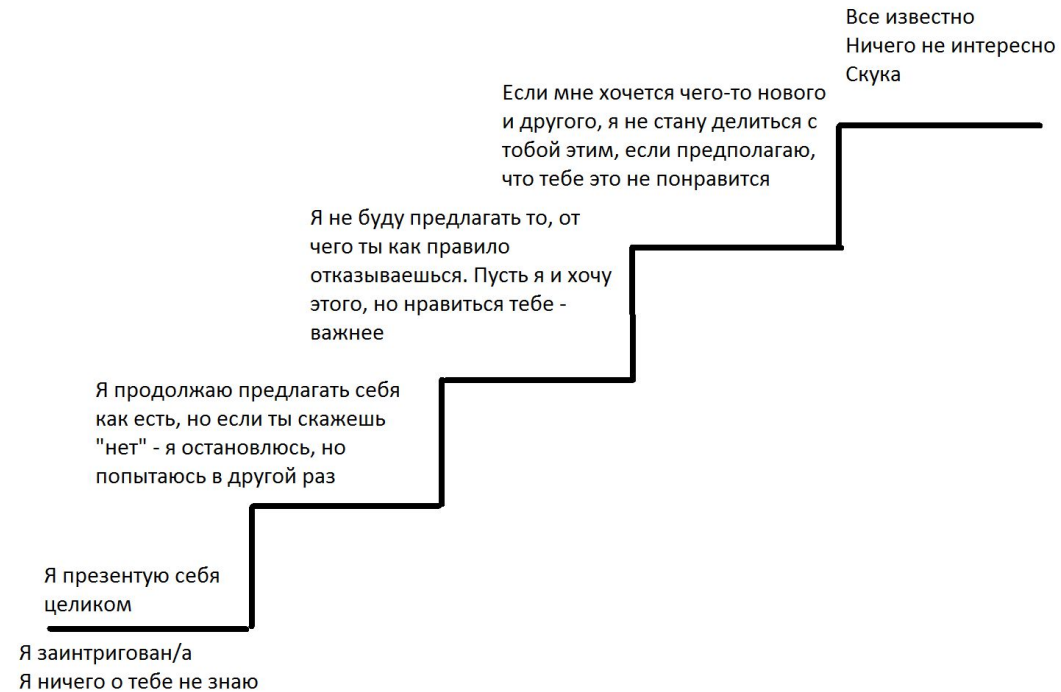 Все известно
Ничего не интересно
Скука
Если мне хочется чего-то нового
и другого, я не стану делиться с
тобой этим, если предполагаю,
что тебе это не понравится
Я не буду предлагать то, от
чего ты как правило
отказываешься. Пусть я и хочу
этого, но нравиться тебе -
важнее
Я продолжаю предлагать себя
как есть, но если ты скажешь
"нет" - я остановлюсь, но
попытаюсь в другой раз
Я презентую себя
целиком
Я заинтригован/а
Я ничего о тебе не знаю